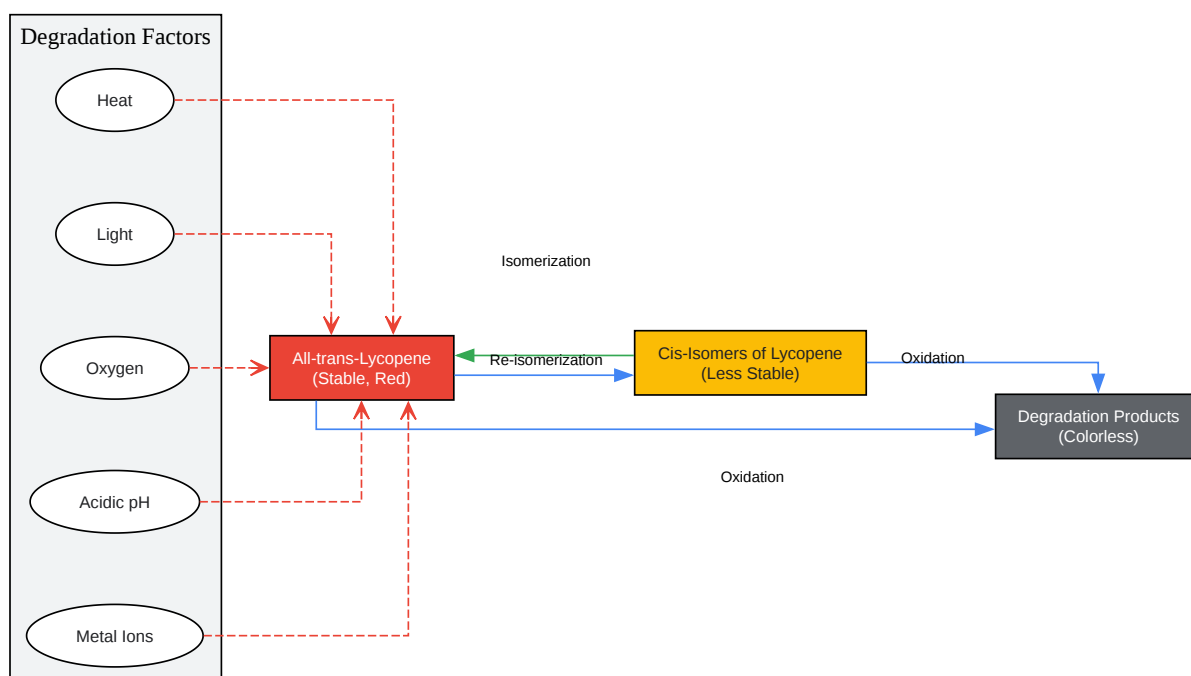 Degradation Factors
Heat
Light
Oxygen
Acidic pH
Metal Ions
Isomerization
All-trans-Lycopene
(Stable, Red)
Re-isomerization
Cis-Isomers of Lycopene
(Less Stable)
Oxidation
Degradation Products
(Colorless)
Oxidation